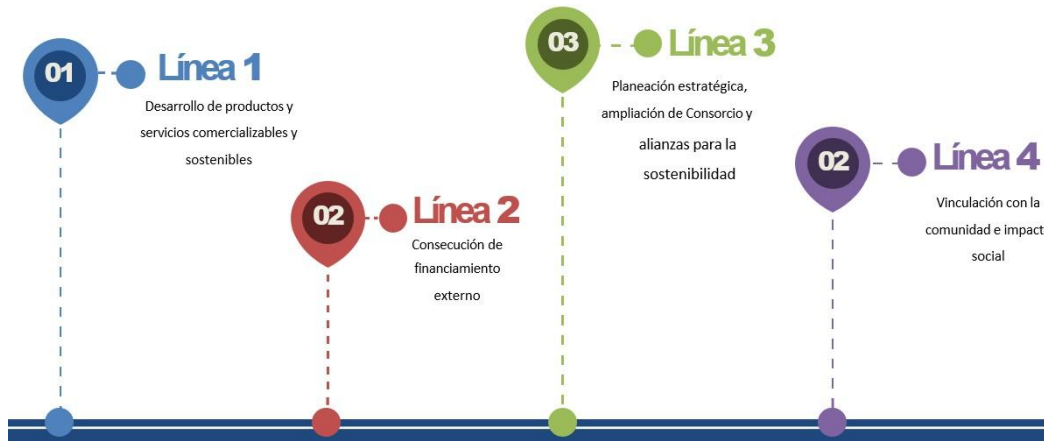 01
Línea 1
Desarrollo de productos y
servicios comercializables y
sostenibles
02
Línea 2
Consecución de
financiamiento
externo
03
Línea 3
Planeación estratégica,
ampliación de Consorcio y
alianzas para la
sostenibilidad
02
Línea 4
Vinculación con la
comunidad e impact
social